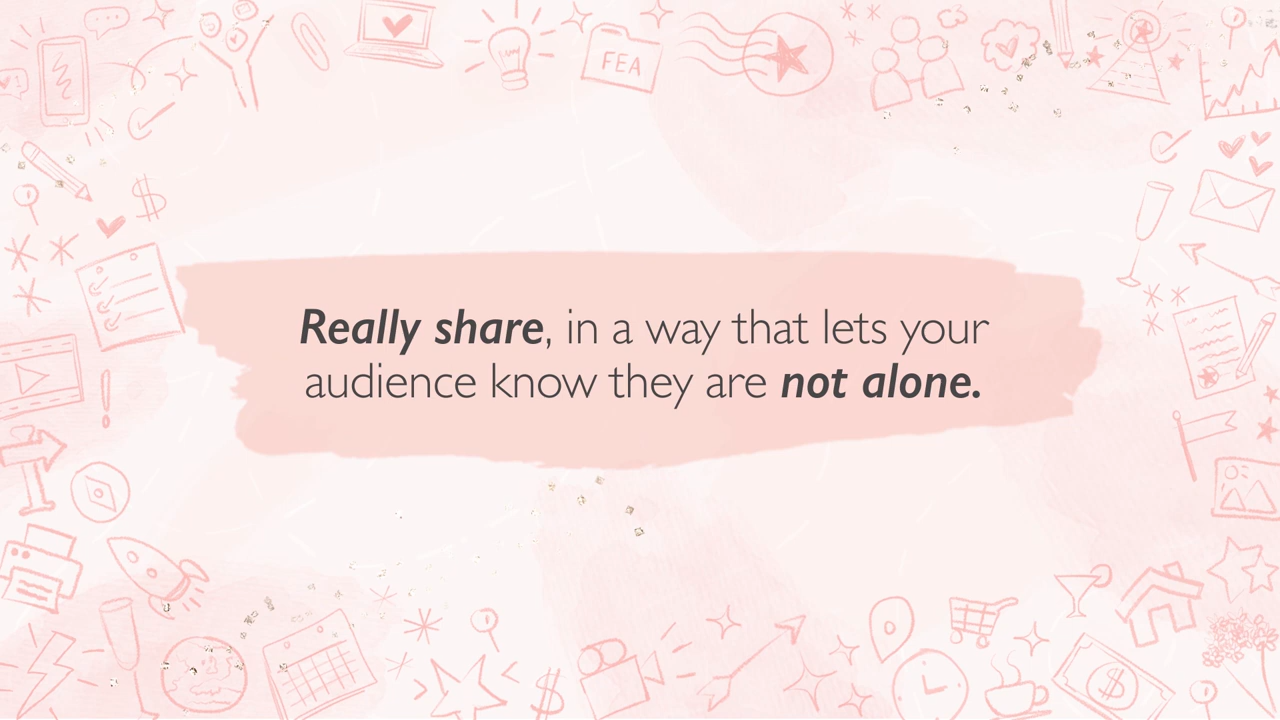 FEA
Really share, in a way that lets your
audience know they are not alone.
$
$
$